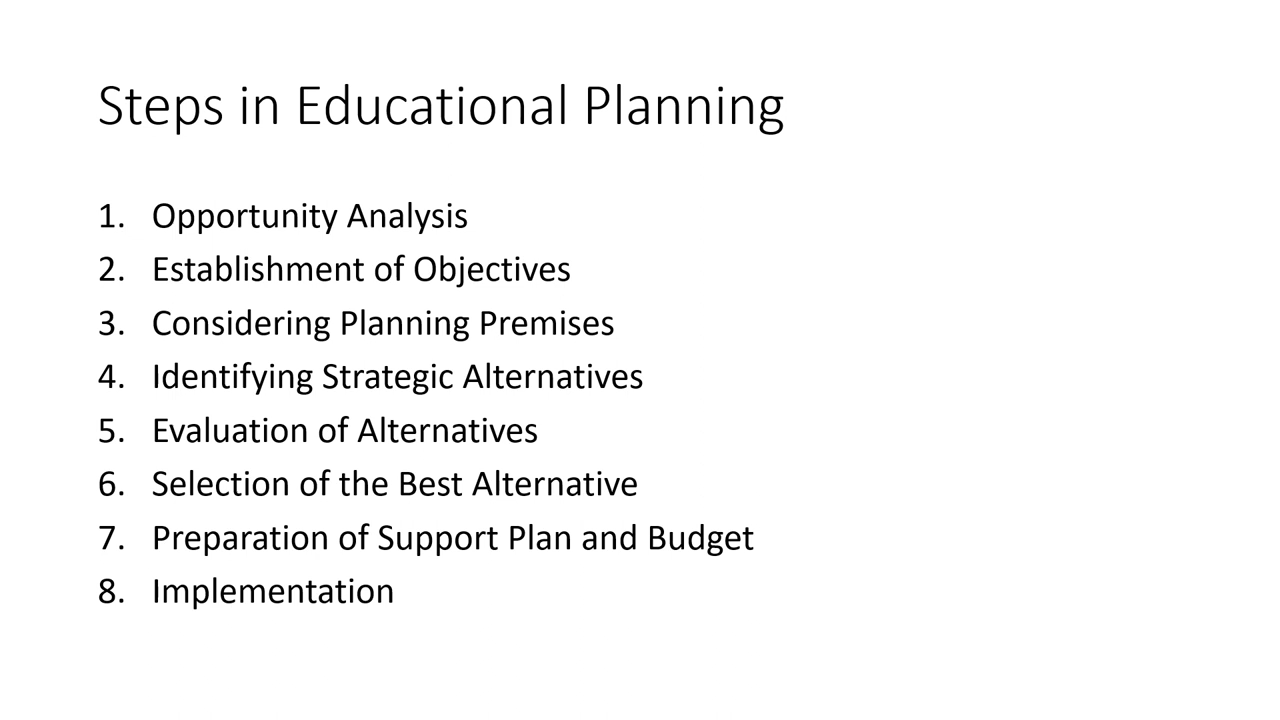 Steps in Educational Planning
1. Opportunity Analysis
2. Establishment of Objectives
3. Considering Planning Premises
4. Identifying Strategic Alternatives
5. Evaluation of Alternatives
6. Selection of the Best Alternative
7. Preparation of Support Plan and Budget
8. Implementation